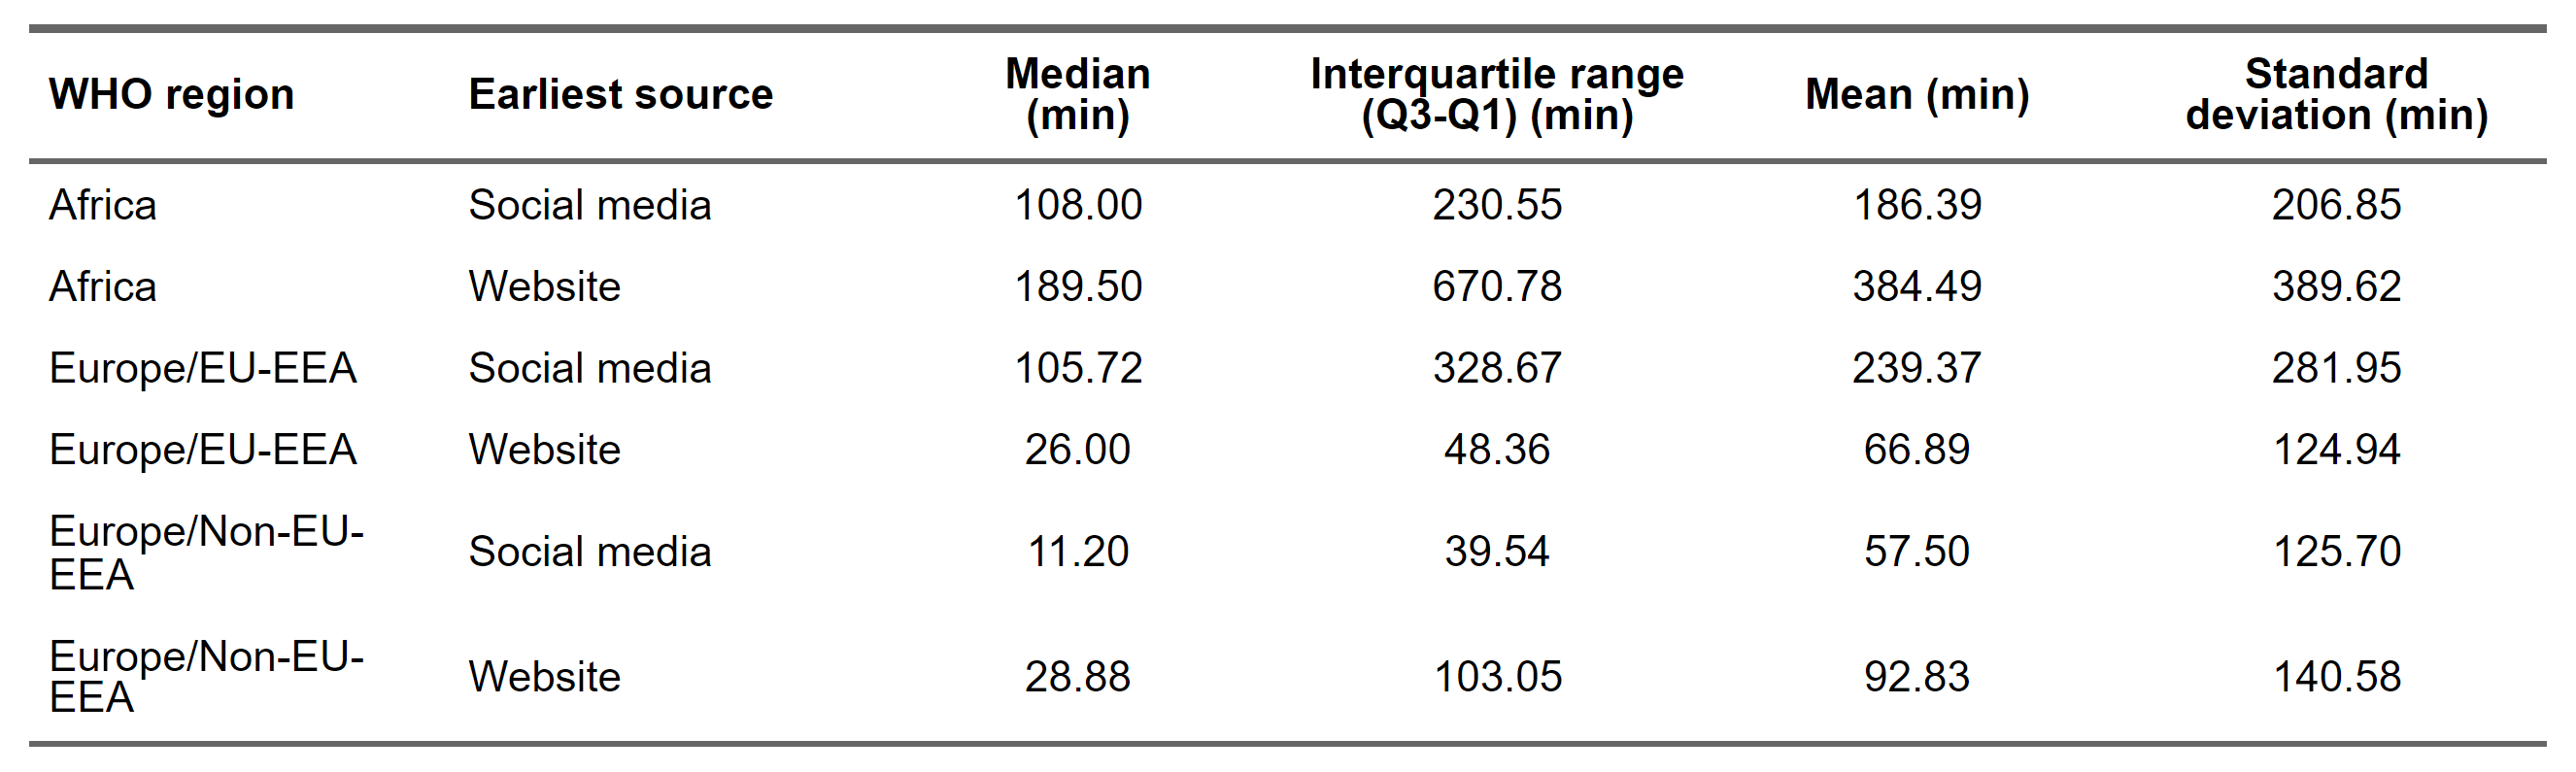 WHO region Earliest source Median (min) Interquartile range (Q3-Q1) (min) Mean (min) Standard deviation (min)
Africa Social media 108.00 230.55 186.39 206.85
Africa Website 189.50 670.78 384.49 389.62
Europe/EU-EEA Social media 105.72 328.67 239.37 281.95
Europe/EU-EEA Website 26.00 48.36 66.89 124.94
Europe/Non-EU-EEA Social media 11.20 39.54 57.50 125.70
Europe/Non-EU-EEA Website 28.88 103.05 92.83 140.58